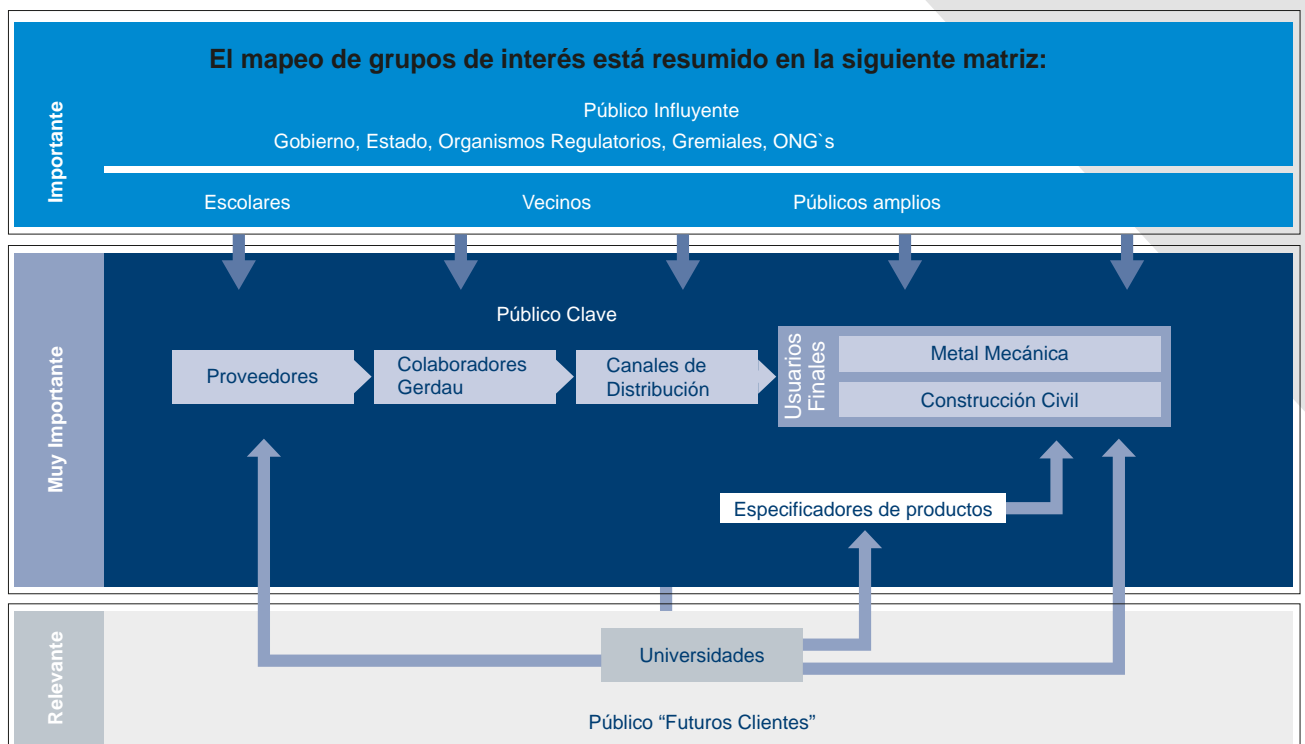 El mapeo de grupos de interés está resumido en la siguiente matriz:
Importante
Público Influyente
Gobierno, Estado, Organismos Regulatorios, Gremiales, ONG`s
Escolares
Vecinos
Públicos amplios
Muy Importante
Público Clave
Proveedores
Colaboradores
Gerdau
Canales de
Distribución
Usuarios
Finales
Metal Mecánica
Construcción Civil
Especificadores de productos
Relevante
Universidades
Público “Futuros Clientes”